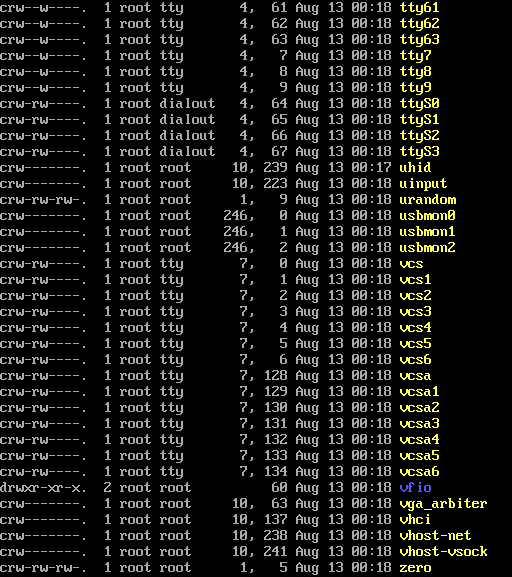 crw--w----. 1 root tty 4, 61 Aug 13 00:18 tty61
crw--w----. 1 root tty 4, 62 Aug 13 00:18 tty62
crw--w----. 1 root tty 4, 63 Aug 13 00:18 tty63
crw--w----. 1 root tty 4, 7 Aug 13 00:18 tty7
crw--w----. 1 root tty 4, 8 Aug 13 00:18 tty8
crw--w----. 1 root tty 4, 9 Aug 13 00:18 tty9
crw-rw----. 1 root dialout 4, 64 Aug 13 00:18 ttyS0
crw-rw----. 1 root dialout 4, 65 Aug 13 00:18 ttyS1
crw-rw----. 1 root dialout 4, 66 Aug 13 00:18 ttyS2
crw-rw----. 1 root dialout 4, 67 Aug 13 00:18 ttyS3
crw-------. 1 root root 10, 239 Aug 13 00:17 uhid
crw-------. 1 root root 10, 223 Aug 13 00:18 uinput
crw-rw-rw-. 1 root root 1, 9 Aug 13 00:18 urandom
crw-------. 1 root root 246, 0 Aug 13 00:18 usbmon0
crw-------. 1 root root 246, 1 Aug 13 00:18 usbmon1
crw-------. 1 root root 246, 2 Aug 13 00:18 usbmon2
crw-rw----. 1 root tty 7, 0 Aug 13 00:18 vcs
crw-rw----. 1 root tty 7, 1 Aug 13 00:18 vcs1
crw-rw----. 1 root tty 7, 2 Aug 13 00:18 vcs2
crw-rw----. 1 root tty 7, 3 Aug 13 00:18 vcs3
crw-rw----. 1 root tty 7, 4 Aug 13 00:18 vcs4
crw-rw----. 1 root tty 7, 5 Aug 13 00:18 vcs5
crw-rw----. 1 root tty 7, 6 Aug 13 00:18 vcs6
crw-rw----. 1 root tty 7, 128 Aug 13 00:18 vcsa
crw-rw----. 1 root tty 7, 129 Aug 13 00:18 vcsa1
crw-rw----. 1 root tty 7, 130 Aug 13 00:18 vcsa2
crw-rw----. 1 root tty 7, 131 Aug 13 00:18 vcsa3
crw-rw----. 1 root tty 7, 132 Aug 13 00:18 vcsa4
crw-rw----. 1 root tty 7, 133 Aug 13 00:18 vcsa5
crw-rw----. 1 root tty 7, 134 Aug 13 00:18 vcsa6
drwxr-xr-x. 2 root root 60 Aug 13 00:18 vfio
crw-------. 1 root root 10, 63 Aug 13 00:18 vga_arbiter
crw-------. 1 root root 10, 137 Aug 13 00:18 vhci
crw-------. 1 root root 10, 238 Aug 13 00:18 vhost-net
crw-------. 1 root root 10, 241 Aug 13 00:18 vhost-vsock
crw-rw-rw-. 1 root root 1, 5 Aug 13 00:18 zero